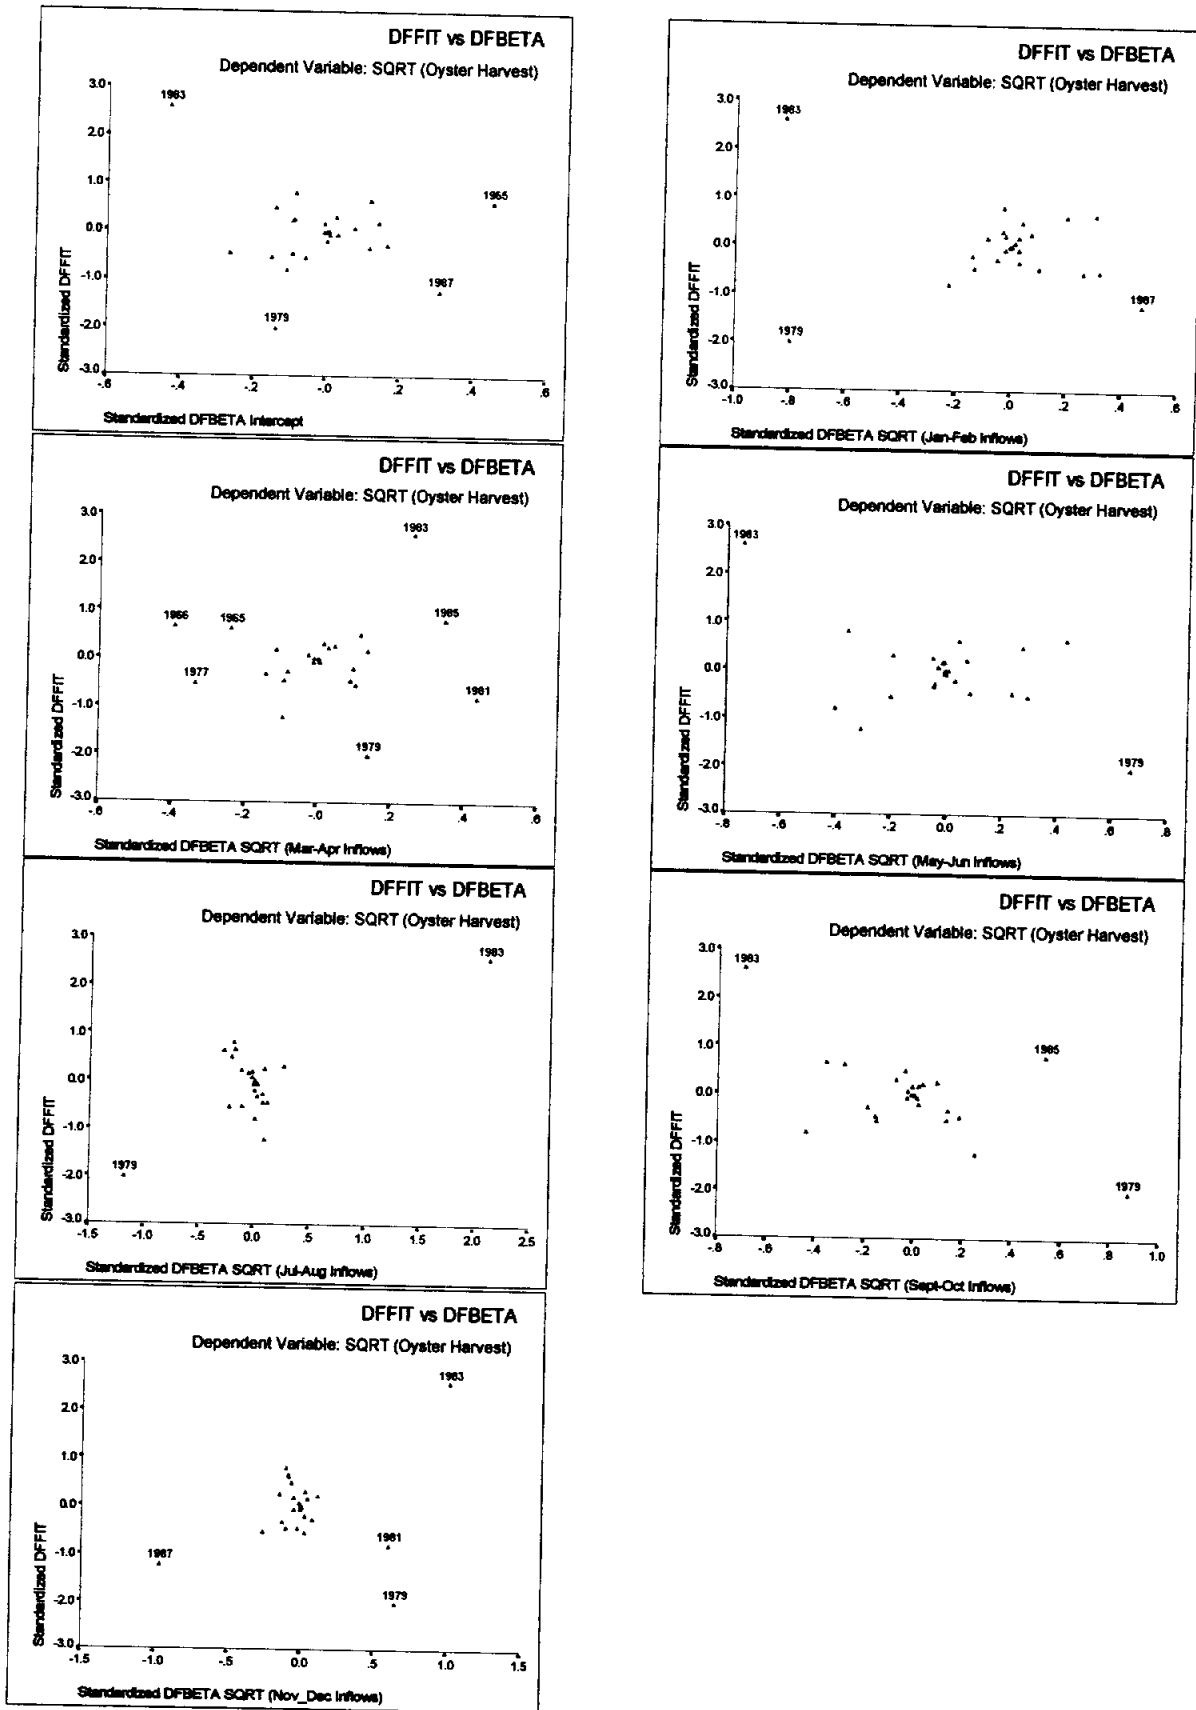 DFFIT vs DFBETA
Dependent Variable: SQRT (Oyster Harvest)
3.0
1983
2.0
1.0
1965
0.0
-1.0
1987
1979
-2.0
-3.0
-.6 -.4 -.2 -.0 .2 .4 .6
Standardized DFFIT
Standardized DFBETA Intercept
DFFIT vs DFBETA
Dependent Variable: SQRT (Oyster Harvest)
3.0
1983
2.0
1.0
0.0
-1.0
1987
1979
-2.0
-3.0
-1.0 -.8 -.6 -.4 -.2 .0 .2 .4 .6
Standardized DFFIT
Standardized DFBETA SQRT (Jan-Feb Inflows)
DFFIT vs DFBETA
Dependent Variable: SQRT (Oyster Harvest)
3.0
1983
2.0
1.0
1966 1965 1985
0.0
1977
1981
-1.0
1979
-2.0
-3.0
-.6 -.4 -.2 -.0 .2 .4 .6
Standardized DFFIT
Standardized DFBETA SQRT (Mar-Apr Inflows)
DFFIT vs DFBETA
Dependent Variable: SQRT (Oyster Harvest)
3.0
1983
2.0
1.0
0.0
-1.0
1979
-2.0
-3.0
-.8 -.6 -.4 -.2 0.0 .2 .4 .6 .8
Standardized DFFIT
Standardized DFBETA SQRT (May-Jun Inflows)
DFFIT vs DFBETA
Dependent Variable: SQRT (Oyster Harvest)
3.0
1983
2.0
1.0
0.0
-1.0
1979
-2.0
-3.0
-1.5 -1.0 -.5 0.0 .5 1.0 1.5 2.0 2.5
Standardized DFFIT
Standardized DFBETA SQRT (Jul-Aug Inflows)
DFFIT vs DFBETA
Dependent Variable: SQRT (Oyster Harvest)
3.0
1983
2.0
1.0
1985
0.0
-1.0
1979
-2.0
-3.0
-.8 -.6 -.4 -.2 0.0 .2 .4 .6 .8 1.0
Standardized DFFIT
Standardized DFBETA SQRT (Sept-Oct Inflows)
DFFIT vs DFBETA
Dependent Variable: SQRT (Oyster Harvest)
3.0
1983
2.0
1.0
0.0
1981
-1.0
1987
1979
-2.0
-3.0
-1.5 -1.0 -.5 0.0 .5 1.0 1.5
Standardized DFFIT
Standardized DFBETA SQRT (Nov_Dec Inflows)